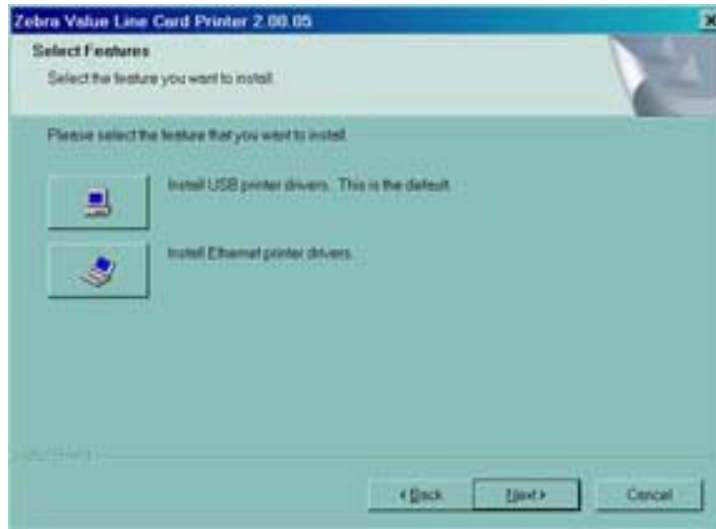 Zebra Value Line Card Printer 2.00.05
Select Features
Select the feature you want to install.
Please select the feature that you want to install.
Install USB printer drivers. This is the default.
Install Ethernet printer drivers.
< Back
Next >
Cancel